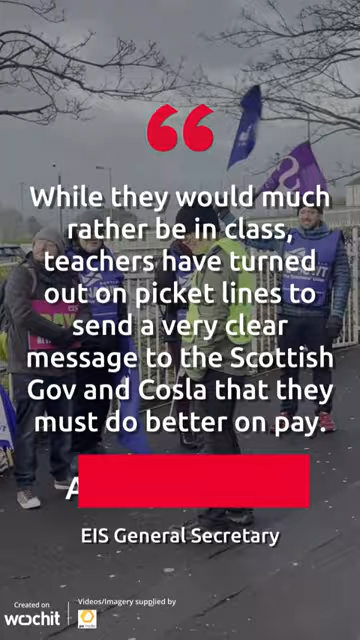 While they would much
rather be in class,
teachers have turned
out on picket lines to
send a very clear
message to the Scottish
Gov and Cosla that they
must do better on pay.
EIS General Secretary
Created on
wochit
Videos/Imagery supplied by